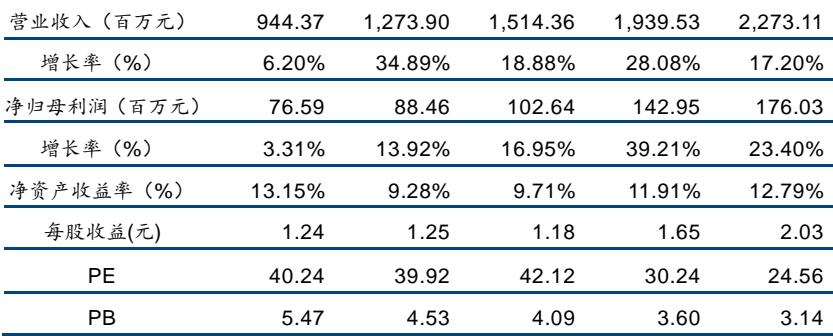 营业收入（百万元） 944.37 1,273.90 1,514.36 1,939.53 2,273.11
增长率（%） 6.20% 34.89% 18.88% 28.08% 17.20%
净归母利润（百万元） 76.59 88.46 102.64 142.95 176.03
增长率（%） 3.31% 13.92% 16.95% 39.21% 23.40%
净资产收益率（%） 13.15% 9.28% 9.71% 11.91% 12.79%
每股收益(元) 1.24 1.25 1.18 1.65 2.03
PE 40.24 39.92 42.12 30.24 24.56
PB 5.47 4.53 4.09 3.60 3.14